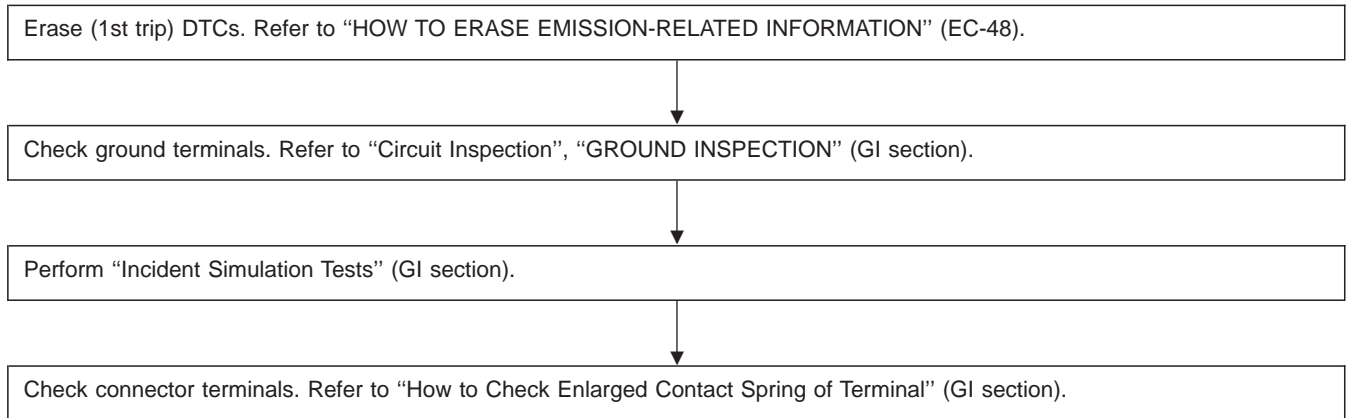 Erase (1st trip) DTCs. Refer to ‘‘HOW TO ERASE EMISSION-RELATED INFORMATION’’ (EC-48).
Check ground terminals. Refer to ‘‘Circuit Inspection’’, ‘‘GROUND INSPECTION’’ (GI section).
Perform ‘‘Incident Simulation Tests’’ (GI section).
Check connector terminals. Refer to ‘‘How to Check Enlarged Contact Spring of Terminal’’ (GI section).